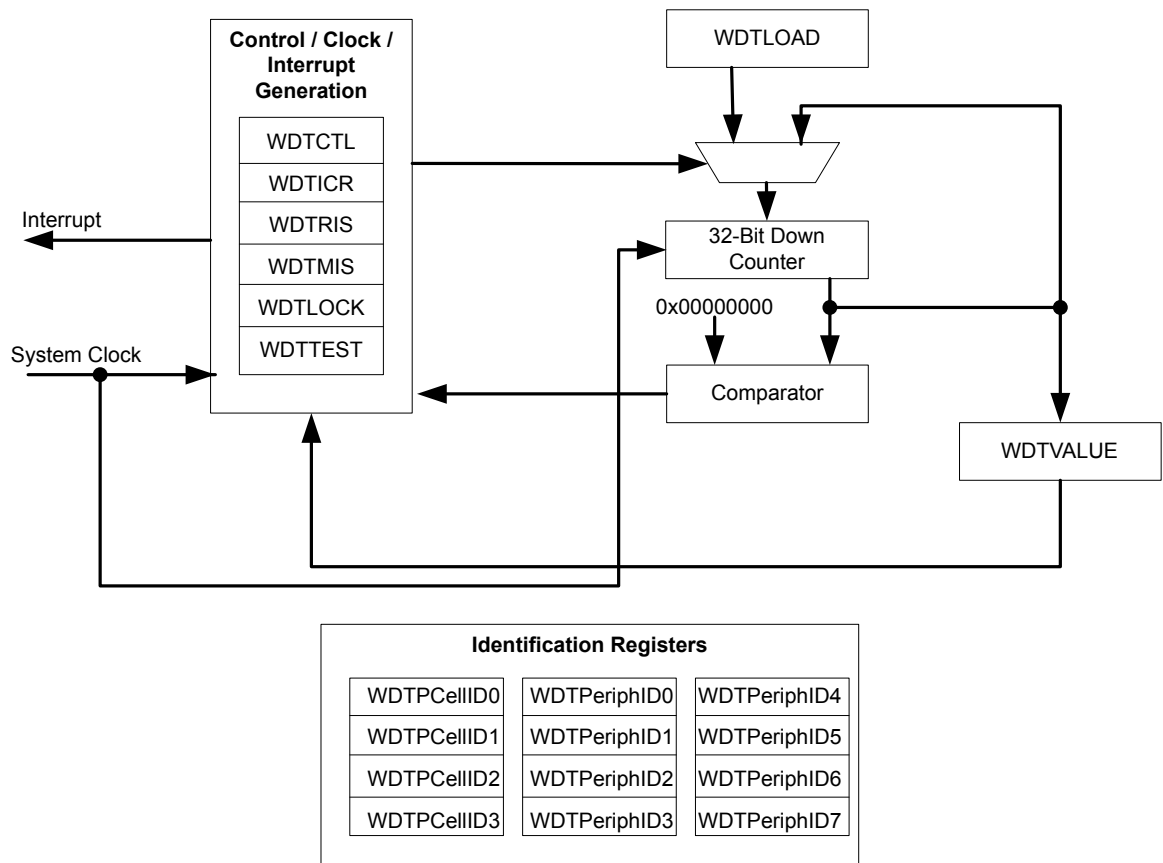 Control / Clock /
Interrupt
Generation
WDTCTL
WDTICR
WDTRIS
WDTMIS
WDTLOCK
WDTTEST
Interrupt
System Clock
WDTLOAD
32-Bit Down
Counter
0x00000000
Comparator
WDTVALUE
Identification Registers
WDTPCellID0
WDTPeriphID0
WDTPeriphID4
WDTPCellID1
WDTPeriphID1
WDTPeriphID5
WDTPCellID2
WDTPeriphID2
WDTPeriphID6
WDTPCellID3
WDTPeriphID3
WDTPeriphID7